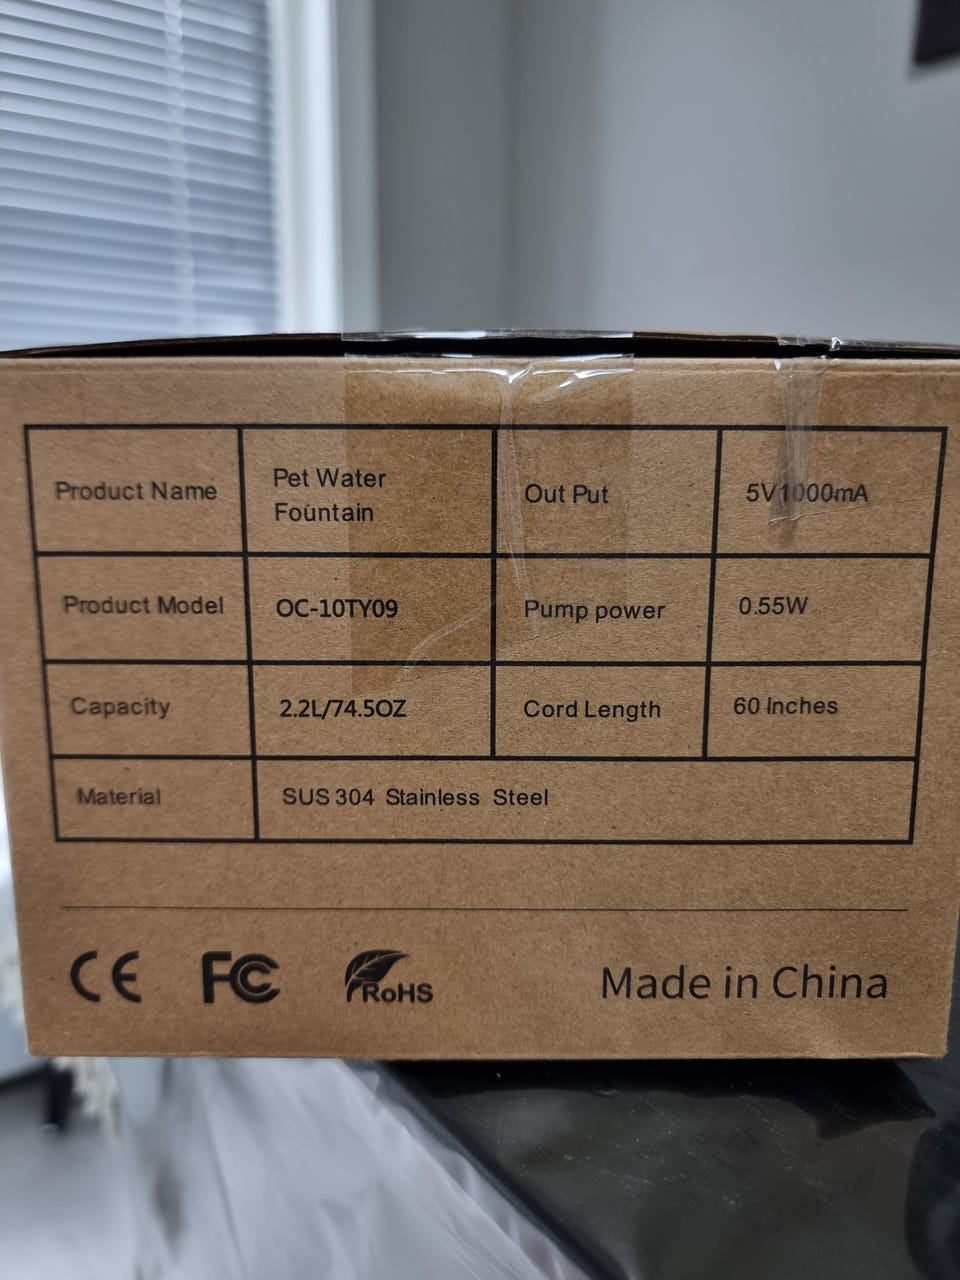 Product Name
Pet Water
Fountain
Out Put
5V1000mA
Product Model
OC-10TY09
Pump power
0.55W
Capacity
2.2L/74.5OZ
Cord Length
60 Inches
Material
SUS 304 Stainless Steel
CE
FC
RoHS
Made in China